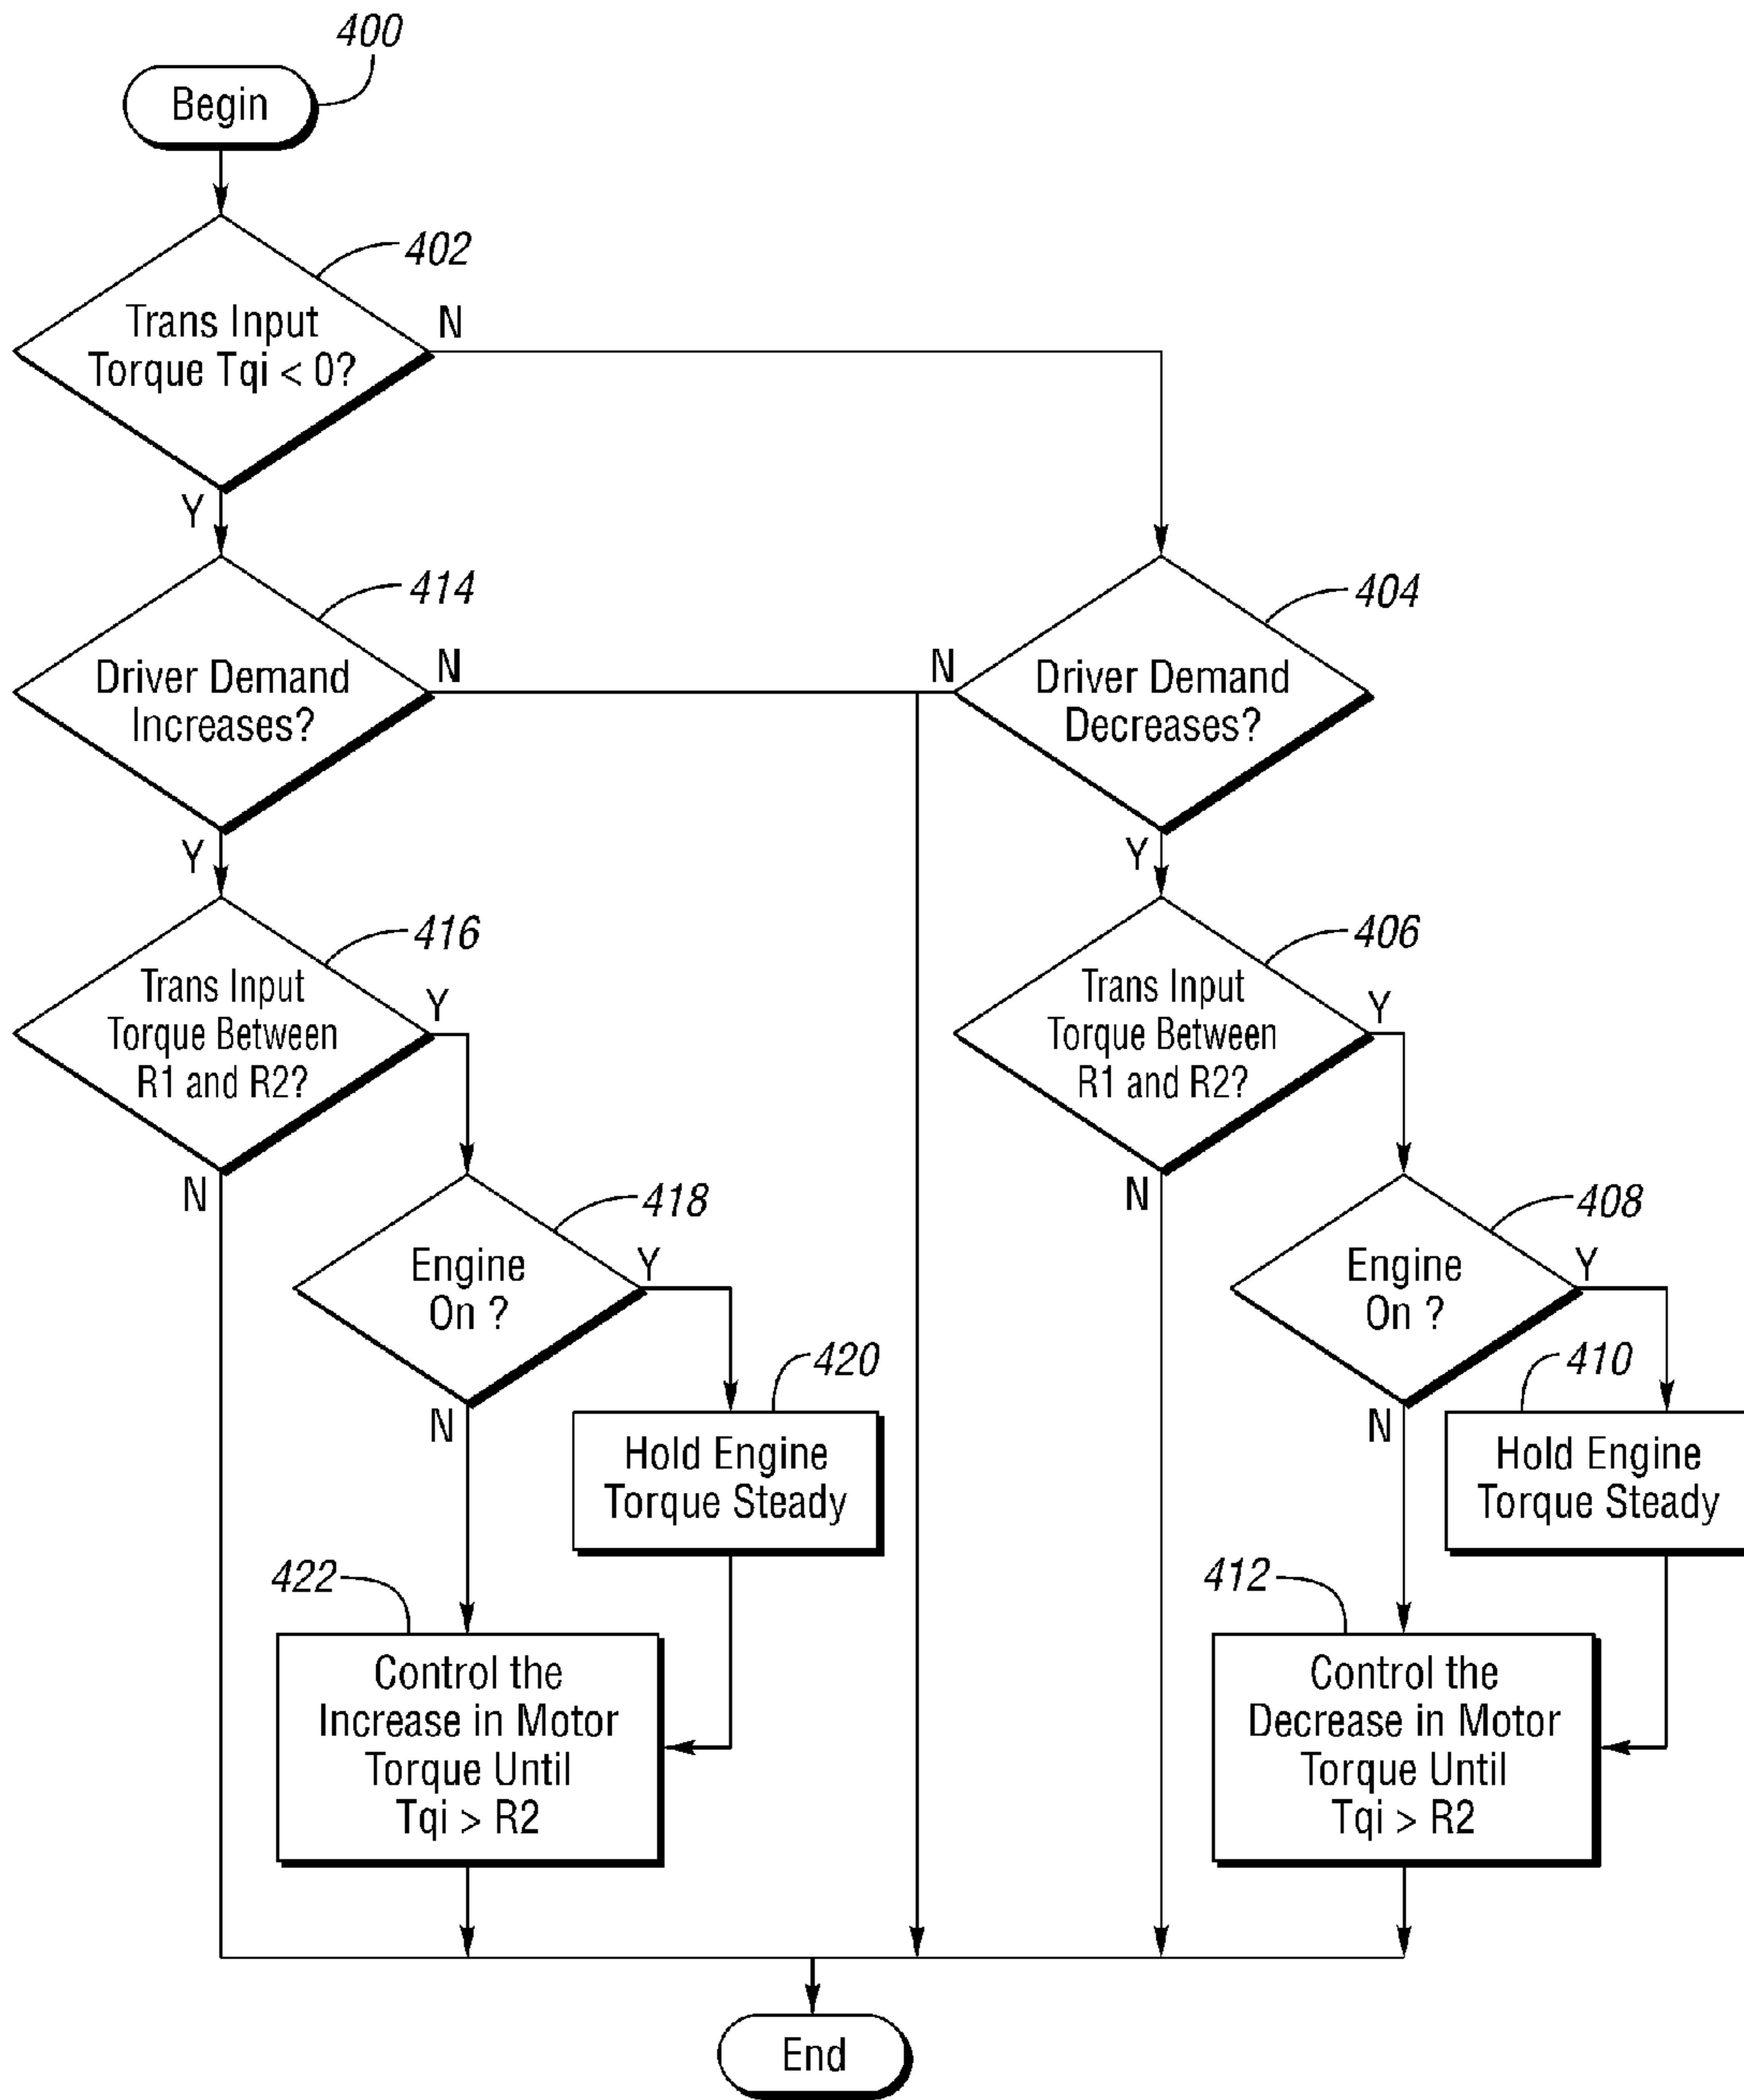 400
Begin
402
Trans Input
Torque Tqi < 0?
N
Y
414
Driver Demand
Increases?
N
Y
404
Driver Demand
Decreases?
N
Y
416
Trans Input
Torque Between
R1 and R2?
Y
N
406
Trans Input
Torque Between
R1 and R2?
Y
N
418
Engine
On ?
Y
N
408
Engine
On ?
Y
N
420
Hold Engine
Torque Steady
410
Hold Engine
Torque Steady
422
Control the
Increase in Motor
Torque Until
Tqi > R2
412
Control the
Decrease in Motor
Torque Until
Tqi > R2
End